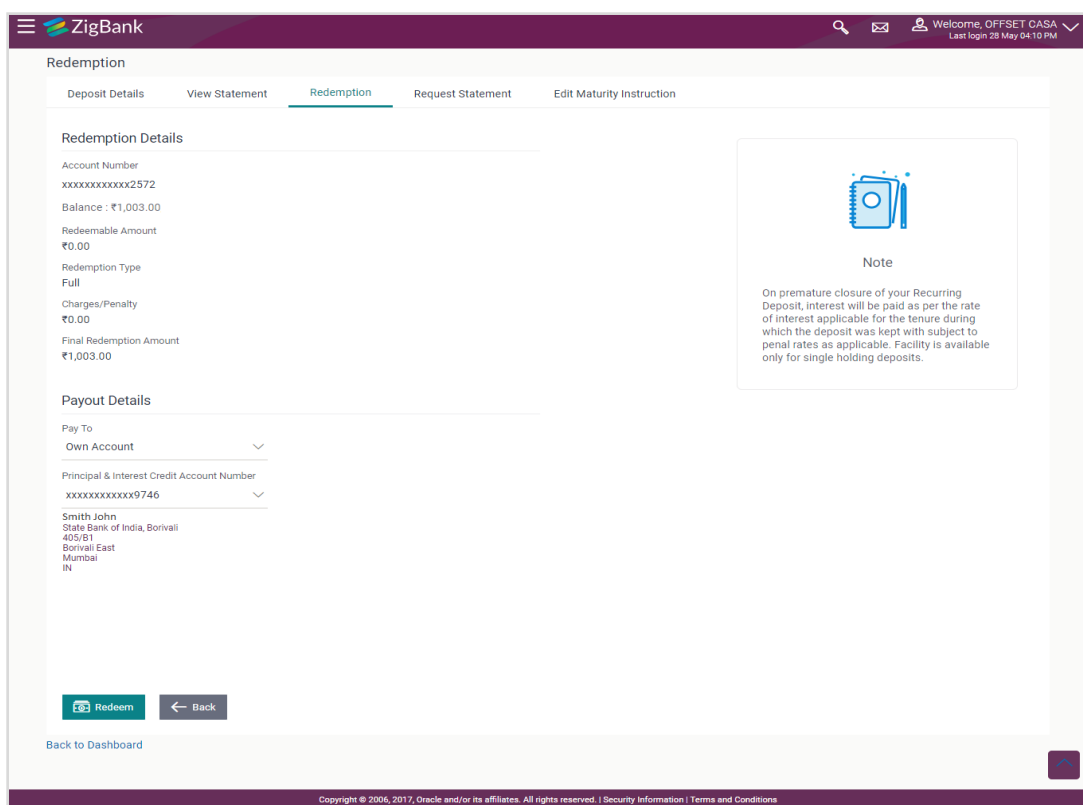 ZigBank
Welcome, OFFSET CASA
Last login 28 May 04:10 PM
Redemption
Deposit Details View Statement Redemption Request Statement Edit Maturity Instruction
Redemption Details
Account Number
xxxxxxxxxxxx2572
Balance : ₹1,003.00
Redeemable Amount
₹0.00
Redemption Type
Full
Charges/Penalty
₹0.00
Final Redemption Amount
₹1,003.00
Note
On premature closure of your Recurring
Deposit, interest will be paid as per the rate
of interest applicable for the tenure during
which the deposit was kept with subject to
penal rates as applicable. Facility is available
only for single holding deposits.
Payout Details
Pay To
Own Account
Principal & Interest Credit Account Number
xxxxxxxxxxxx9746
Smith John
State Bank of India, Borivali
405/B1
Borivali East
Mumbai
IN
Redeem Back
Back to Dashboard
Copyright © 2006, 2017, Oracle and/or its affiliates. All rights reserved. | Security Information | Terms and Conditions